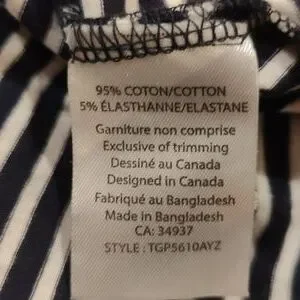 95% COTON/COTTON
5% ÉLASTHANNE/ELASTANE
Garniture non comprise
Exclusive of trimming
Dessiné au Canada
Designed in Canada
Fabriqué au Bangladesh
Made in Bangladesh
CA: 34937
STYLE : TGP5610AYZ